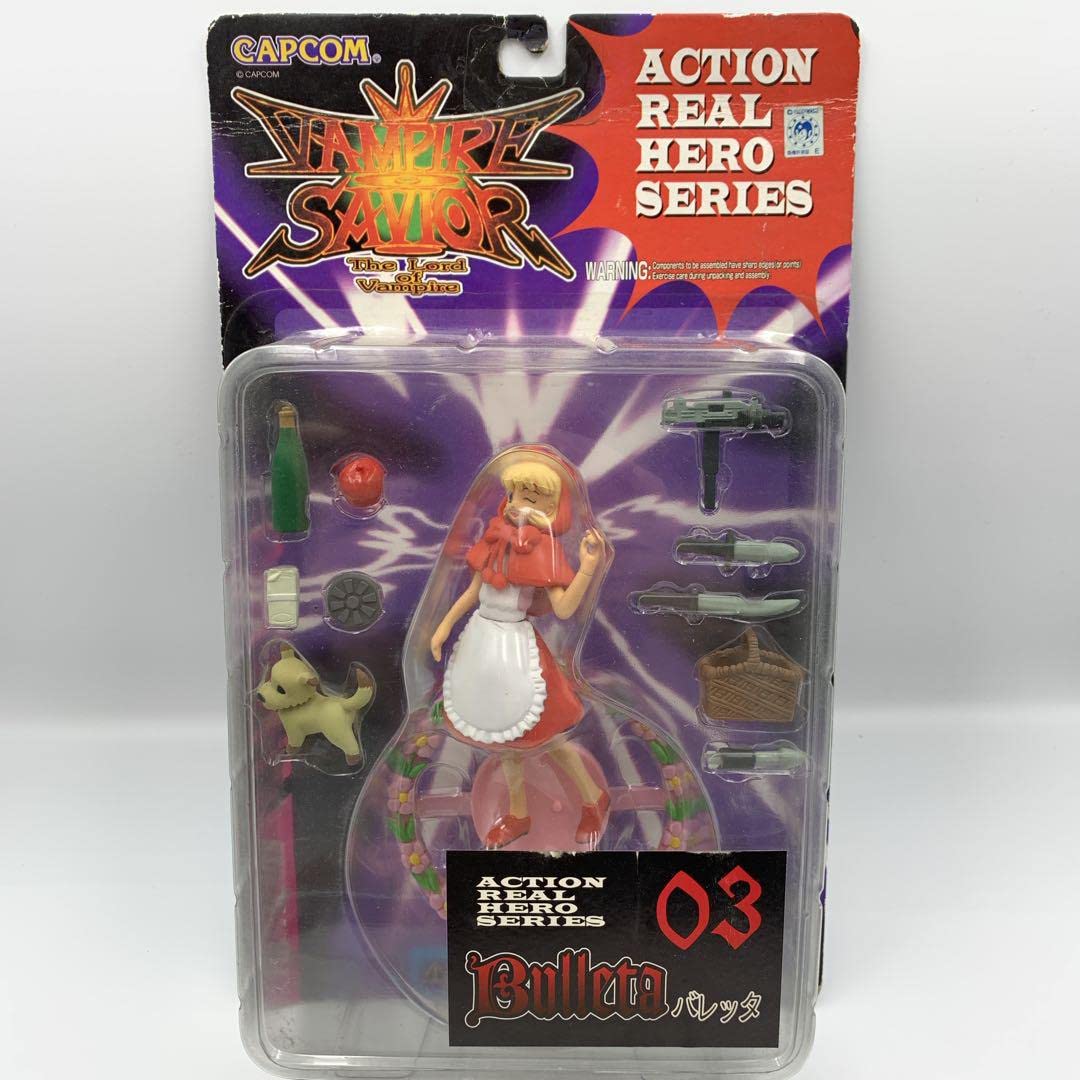 CAPCOM®
© CAPCOM
VAMPIRE
SAVIOR
The Lord
of
Vampire
ACTION
REAL
HERO
SERIES
E
WARNING: Components to be assembled have sharp edges (or points)
Exercise care during unpacking and assembly
ACTION
REAL
HERO
SERIES
03
Bulleta バレッタ